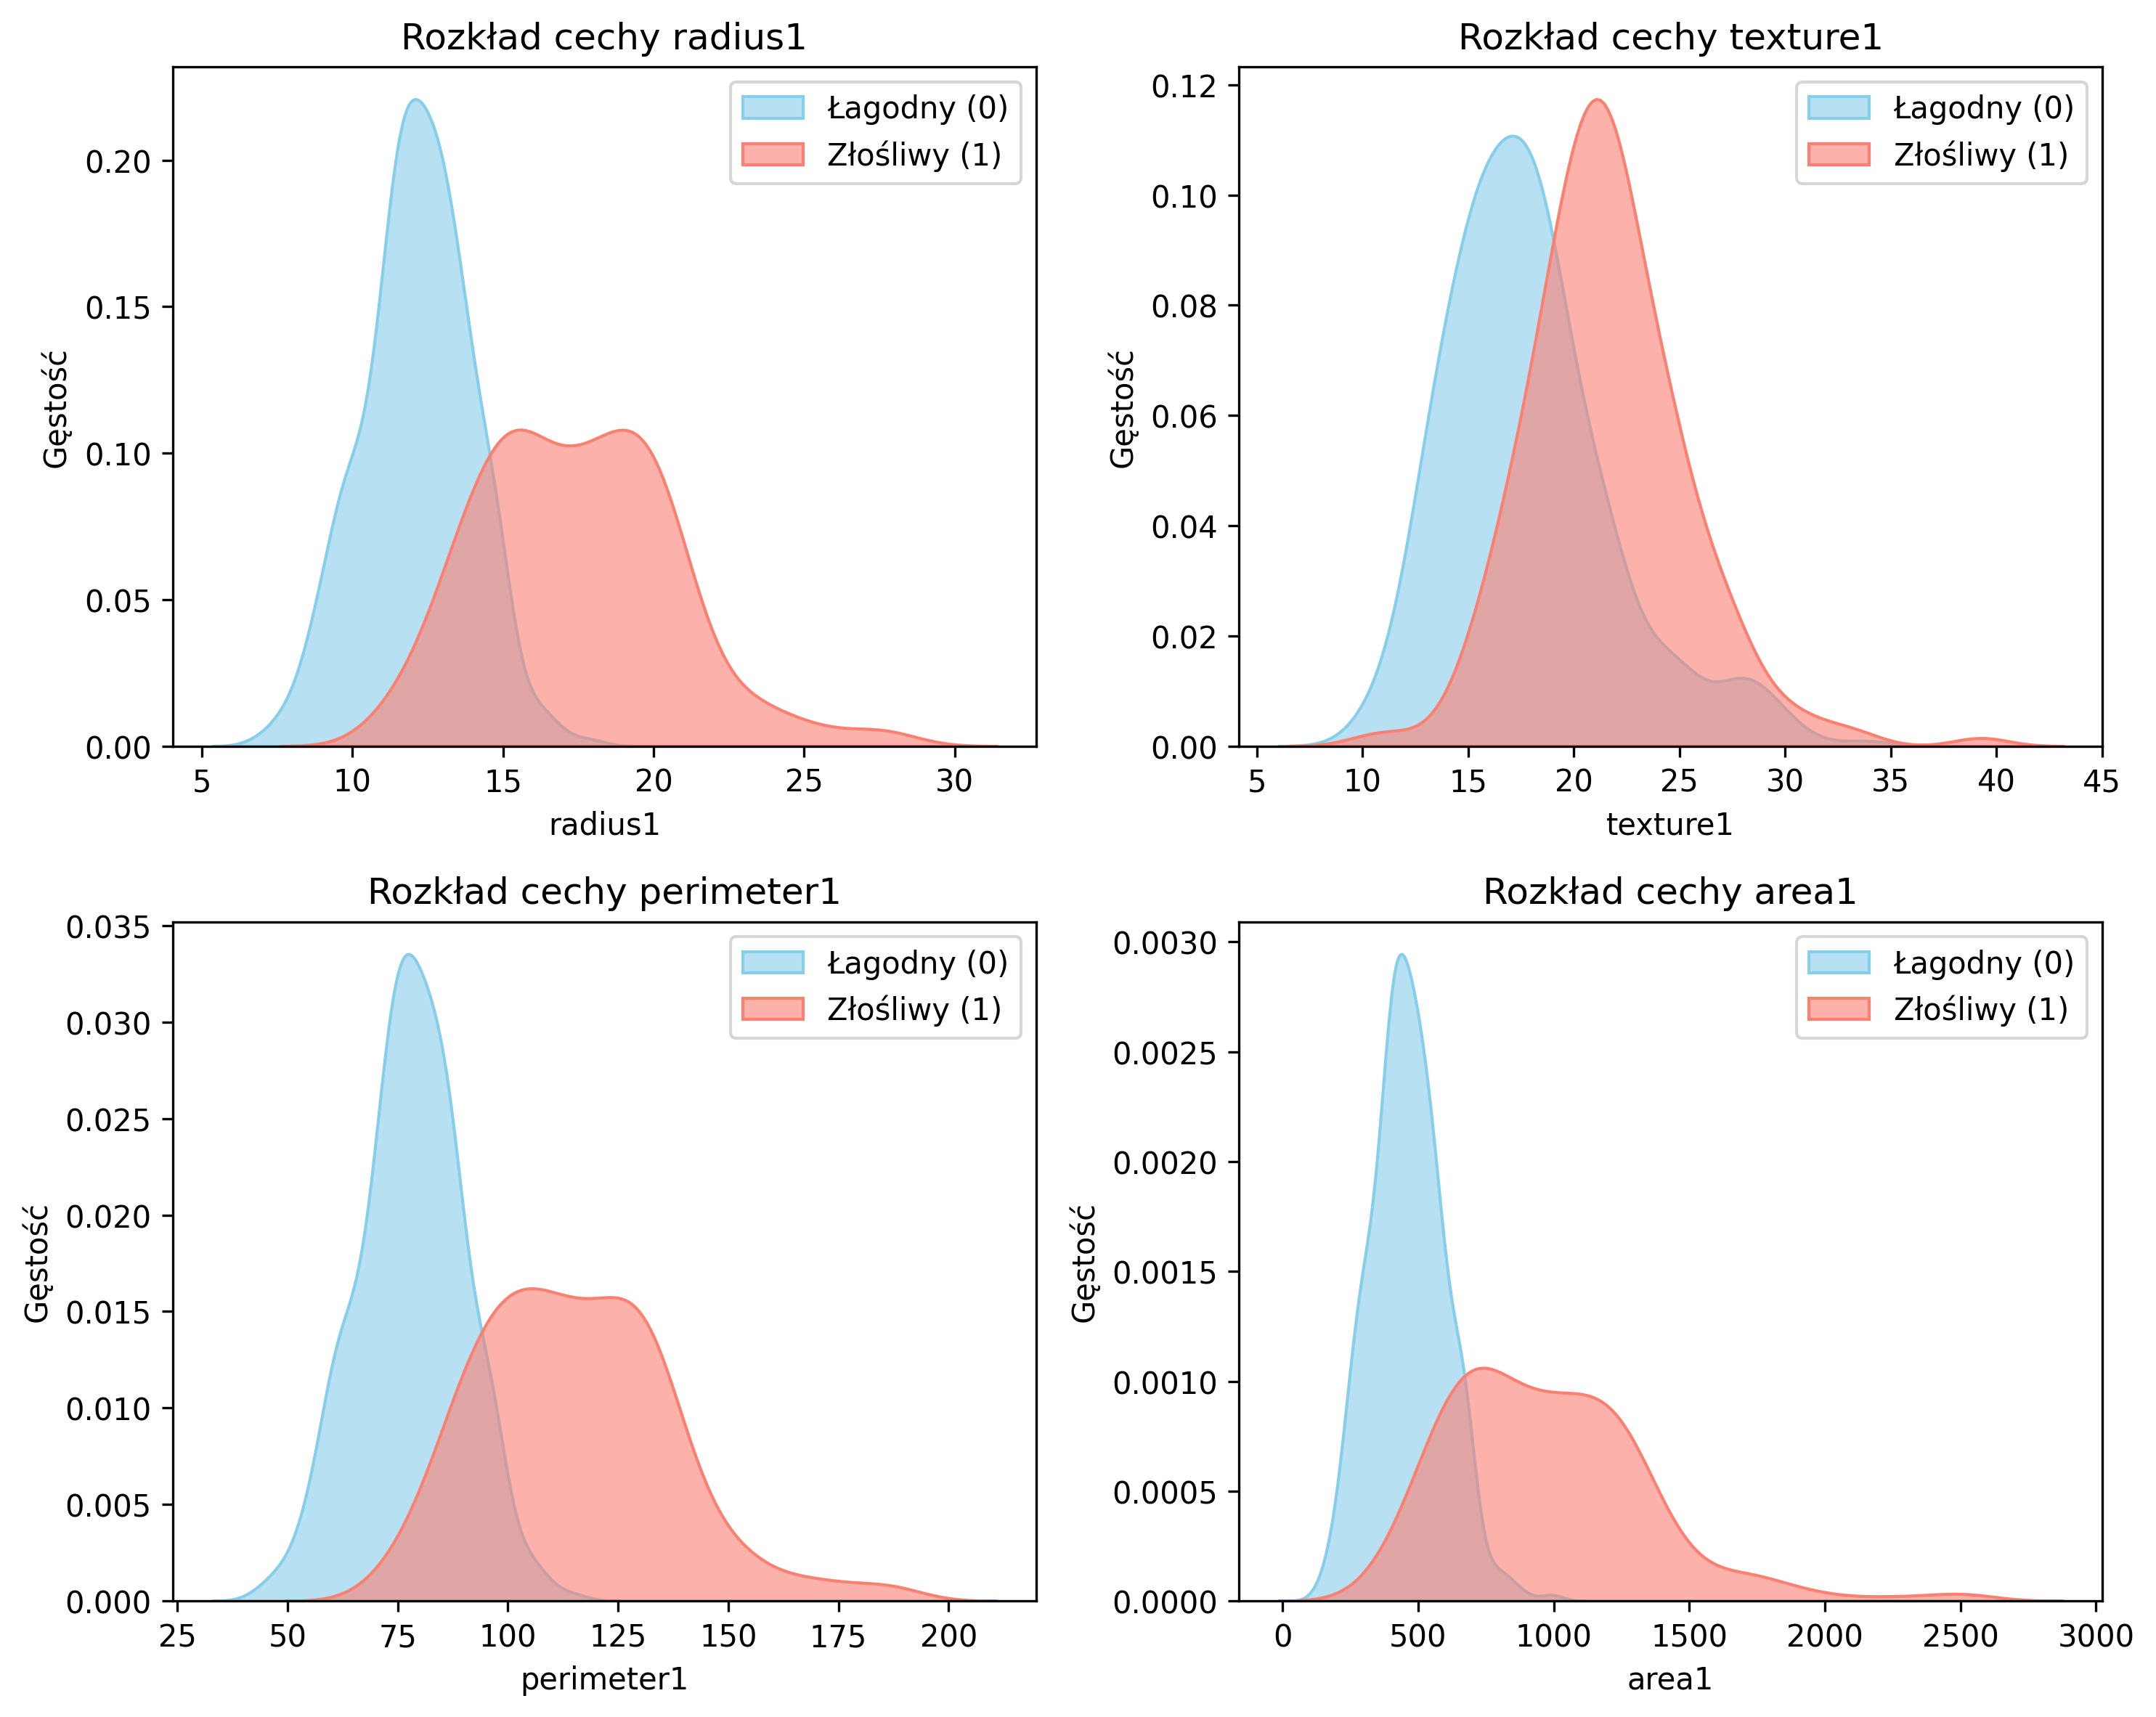 Rozkład cechy radius1
Łagodny (0)
Złośliwy (1)
Gęstość
0.20
0.15
0.10
0.05
0.00
5 10 15 20 25 30
radius1
Rozkład cechy texture1
Łagodny (0)
Złośliwy (1)
Gęstość
0.12
0.10
0.08
0.06
0.04
0.02
0.00
5 10 15 20 25 30 35 40 45
texture1
Rozkład cechy perimeter1
Łagodny (0)
Złośliwy (1)
Gęstość
0.035
0.030
0.025
0.020
0.015
0.010
0.005
0.000
25 50 75 100 125 150 175 200
perimeter1
Rozkład cechy area1
Łagodny (0)
Złośliwy (1)
Gęstość
0.0030
0.0025
0.0020
0.0015
0.0010
0.0005
0.0000
0 500 1000 1500 2000 2500 3000
area1